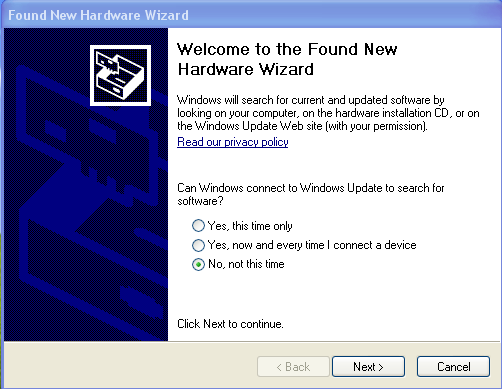 Found New Hardware Wizard
Welcome to the Found New
Hardware Wizard
Windows will search for current and updated software by
looking on your computer, on the hardware installation CD, or on
the Windows Update Web site (with your permission).
Read our privacy policy
Can Windows connect to Windows Update to search for
software?
Yes, this time only
Yes, now and every time I connect a device
No, not this time
Click Next to continue.
< Back
Next >
Cancel